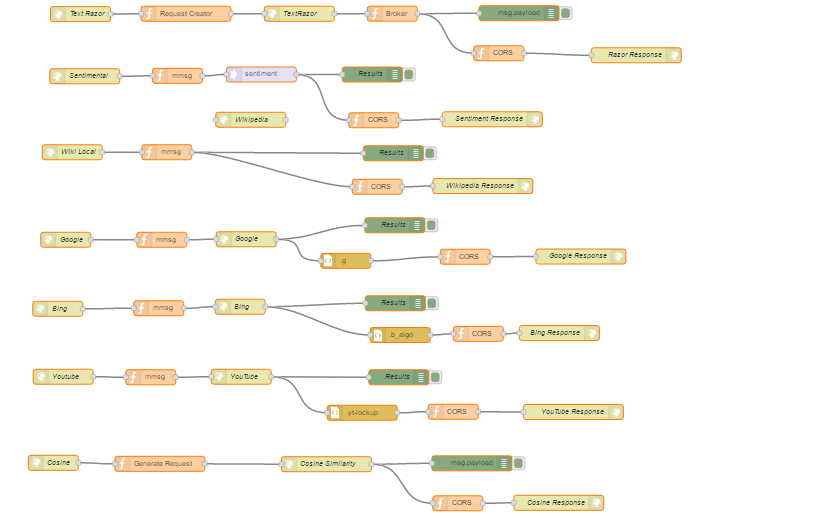 Text Razor
Request Creator
TextRazor
Broker
msg.payload
CORS
Razor Response
Sentimental
mmsg
sentiment
Results
Wikipedia
CORS
Sentiment Response
Wiki Local
mmsg
Results
CORS
Wikipedia Response
Google
mmsg
Google
Results
.g
CORS
Google Response
Bing
mmsg
Bing
Results
.b_algo
CORS
Bing Response
Youtube
mmsg
YouTube
Results
.yt-lockup
CORS
YouTube Response
Cosine
Generate Request
Cosine Similarity
msg.payload
CORS
Cosine Response